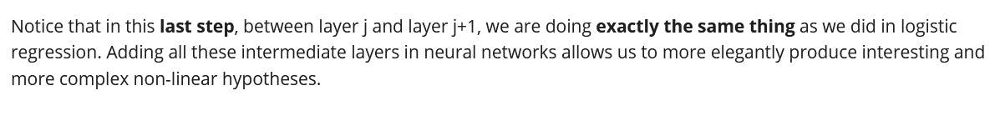 Notice that in this last step, between layer j and layer j+1, we are doing exactly the same thing as we did in logistic
regression. Adding all these intermediate layers in neural networks allows us to more elegantly produce interesting and
more complex non-linear hypotheses.